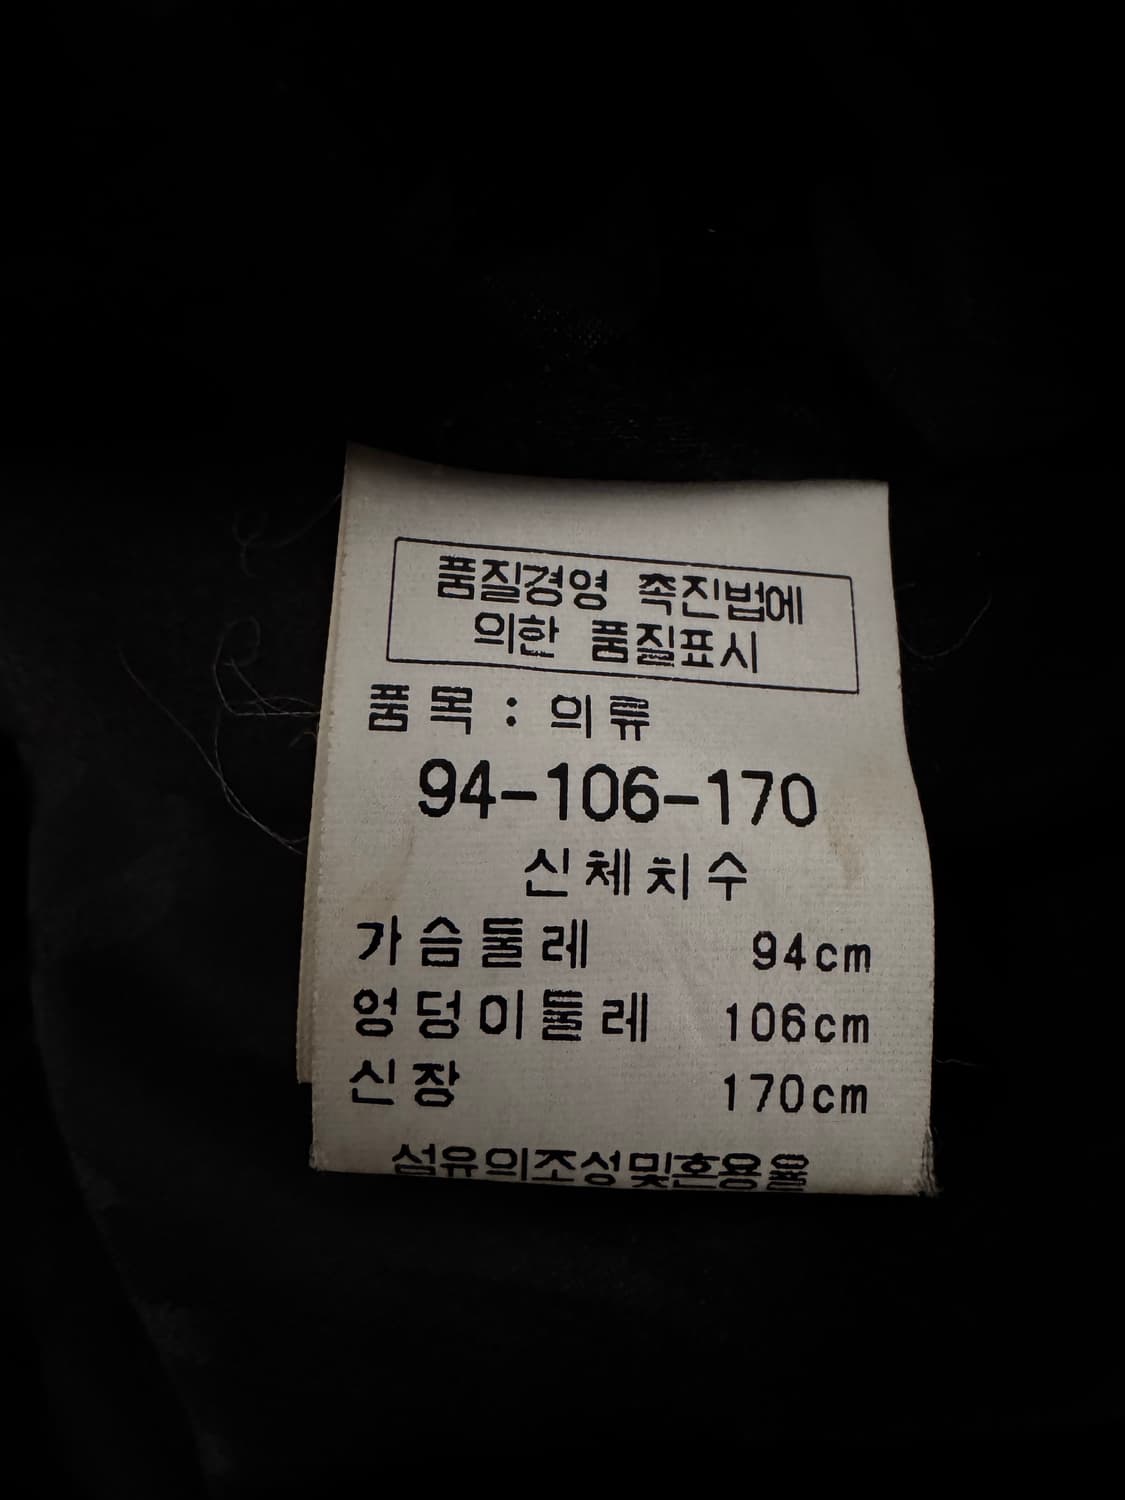 품질경영 촉진법에
의한 품질표시
품목 : 의류
94-106-170
신체치수
가슴둘레 94cm
엉덩이둘레 106cm
신장 170cm
섬유의조성및혼용율